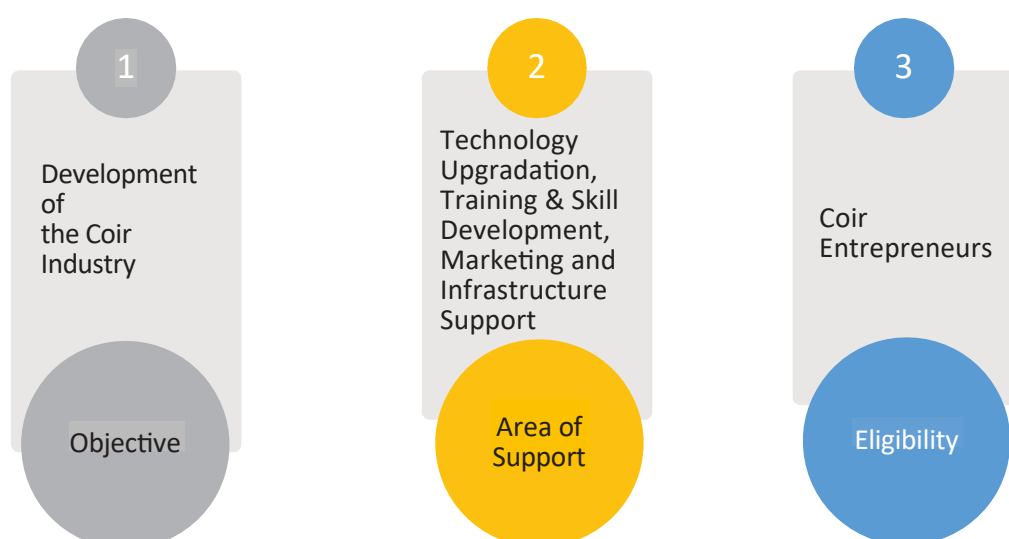 1
Development
of
the Coir
Industry
Objective
2
Technology
Upgradation,
Training & Skill
Development,
Marketing and
Infrastructure
Support
Area of
Support
3
Coir
Entrepreneurs
Eligibility